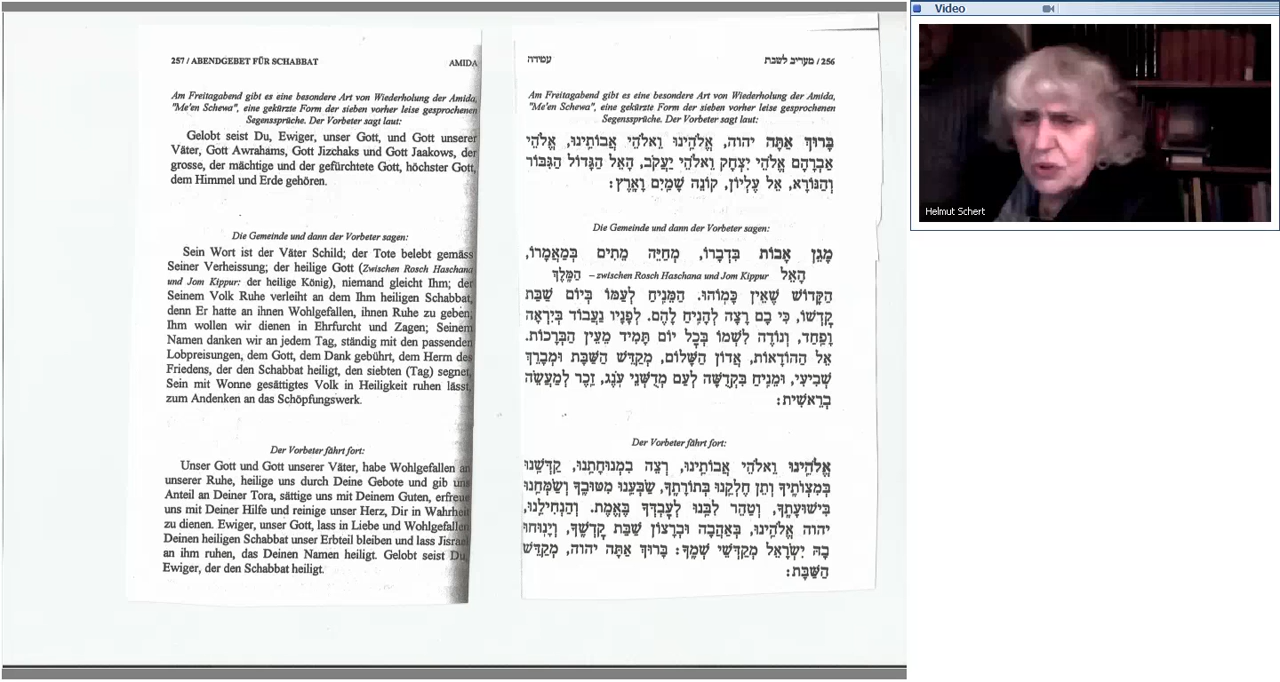 Video
Helmut Schert
257 / ABENDGEBET FÜR SCHABBAT
AMIDA
Am Freitagabend gibt es eine besondere Art von Wiederholung der Amida,
"Me'en Schewa", eine gekürzte Form der sieben vorher leise gesprochenen
Segenssprüche. Der Vorbeter sagt laut:
Gelobt seist Du, Ewiger, unser Gott, und Gott unserer
Väter, Gott Awrahams, Gott Jizchaks und Gott Jaakows, der
grosse, der mächtige und der gefürchtete Gott, höchster Gott,
dem Himmel und Erde gehören.
Die Gemeinde und dann der Vorbeter sagen:
Sein Wort ist der Väter Schild; der Tote belebt gemäss
Seiner Verheissung; der heilige Gott (Zwischen Rosch Haschana
und Jom Kippur: der heilige König), niemand gleicht Ihm; der
Seinem Volk Ruhe verleiht an dem Ihm heiligen Schabbat,
denn Er hatte an ihnen Wohlgefallen, ihnen Ruhe zu geben;
Ihm wollen wir dienen in Ehrfurcht und Zagen; Seinem
Namen danken wir an jedem Tag, ständig mit den passenden
Lobpreisungen, dem Gott, dem Dank gebührt, dem Herrn des
Friedens, der den Schabbat heiligt, den siebten (Tag) segnet,
Sein mit Wonne gesättigtes Volk in Heiligkeit ruhen lässt,
zum Andenken an das Schöpfungswerk.
Der Vorbeter fährt fort:
Unser Gott und Gott unserer Väter, habe Wohlgefallen an
unserer Ruhe, heilige uns durch Deine Gebote und gib uns
Anteil an Deiner Tora, sättige uns mit Deinem Guten, erfreue
uns mit Deiner Hilfe und reinige unser Herz, Dir in Wahrheit
zu dienen. Ewiger, unser Gott, lass in Liebe und Wohlgefallen
Deinen heiligen Schabbat unser Erbteil bleiben und lass Jisrael
an ihm ruhen, das Deinen Namen heiligt. Gelobt seist Du,
Ewiger, der den Schabbat heiligt.
256 / מעריב לשבת
עמידה
Am Freitagabend gibt es eine besondere Art von Wiederholung der Amida,
"Me'en Schewa", eine gekürzte Form der sieben vorher leise gesprochenen
Segenssprüche. Der Vorbeter sagt laut:
בָּרוּךְ אַתָּה יהוה, אֱלֹהֵינוּ וֵאלֹהֵי אֲבוֹתֵינוּ, אֱלֹהֵי
אַבְרָהָם אֱלֹהֵי יִצְחָק וֵאלֹהֵי יַעֲקֹב, הָאֵל הַגָּדוֹל הַגִּבּוֹר
וְהַנּוֹרָא, אֵל עֶלְיוֹן, קוֹנֵה שָׁמַיִם וָאָרֶץ:
Die Gemeinde und dann der Vorbeter sagen:
מָגֵן אָבוֹת בִּדְבָרוֹ, מְחַיֵּה מֵתִים בְּמַאֲמָרוֹ,
הָאֵל zwischen Rosch Haschana und Jom Kippur – הַמֶּלֶךְ
הַקָּדוֹשׁ שֶׁאֵין כָּמוֹהוּ. הַמֵּנִיחַ לְעַמּוֹ בְּיוֹם שַׁבַּת
קָדְשׁוֹ, כִּי בָם רָצָה לְהָנִיחַ לָהֶם. לְפָנָיו נַעֲבוֹד בְּיִרְאָה
וָפַחַד, וְנוֹדֶה לִשְׁמוֹ בְּכָל יוֹם תָּמִיד מֵעֵין הַבְּרָכוֹת.
אֵל הַהוֹדָאוֹת, אֲדוֹן הַשָּׁלוֹם, מְקַדֵּשׁ הַשַּׁבָּת וּמְבָרֵךְ
שְׁבִיעִי, וּמֵנִיחַ בִּקְדֻשָּׁה לְעַם מְדֻשְּׁנֵי עֹנֶג, זֵכֶר לְמַעֲשֵׂה
בְרֵאשִׁית:
Der Vorbeter fährt fort:
אֱלֹהֵינוּ וֵאלֹהֵי אֲבוֹתֵינוּ, רְצֵה בִמְנוּחָתֵנוּ, קַדְּשֵׁנוּ
בְּמִצְוֹתֶיךָ וְתֵן חֶלְקֵנוּ בְּתוֹרָתֶךָ, שַׂבְּעֵנוּ מִטּוּבֶךָ וְשַׂמְּחֵנוּ
בִּישׁוּעָתֶךָ, וְטַהֵר לִבֵּנוּ לְעָבְדְּךָ בֶּאֱמֶת. וְהַנְחִילֵנוּ,
יהוה אֱלֹהֵינוּ, בְּאַהֲבָה וּבְרָצוֹן שַׁבַּת קָדְשֶׁךָ, וְיָנוּחוּ
בָהּ יִשְׂרָאֵל מְקַדְּשֵׁי שְׁמֶךָ: בָּרוּךְ אַתָּה יהוה, מְקַדֵּשׁ
הַשַּׁבָּת: